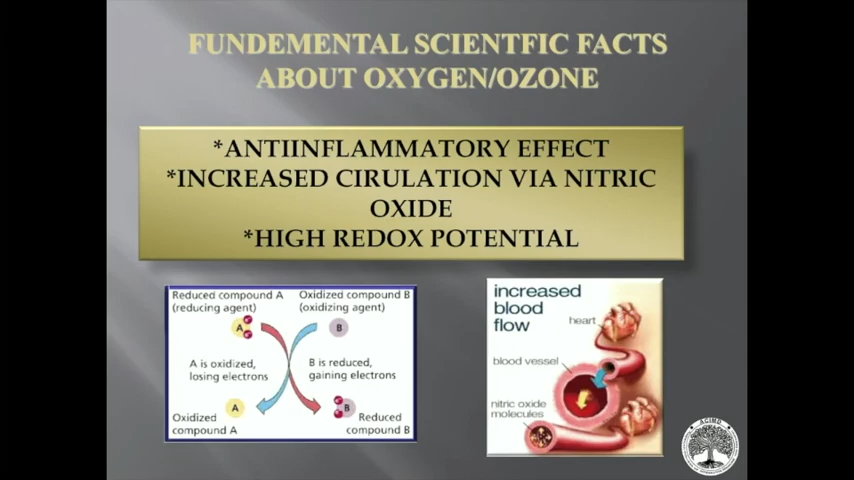 FUNDEMENTAL SCIENTFIC FACTS
ABOUT OXYGEN/OZONE
*ANTIINFLAMMATORY EFFECT
*INCREASED CIRULATION VIA NITRIC
OXIDE
*HIGH REDOX POTENTIAL
Reduced compound A
(reducing agent)
Oxidized compound B
(oxidizing agent)
A
B
A is oxidized,
losing electrons
B is reduced,
gaining electrons
A
B
Oxidized
compound A
Reduced
compound B
increased
blood
flow
heart
blood vessel
nitric oxide
molecules